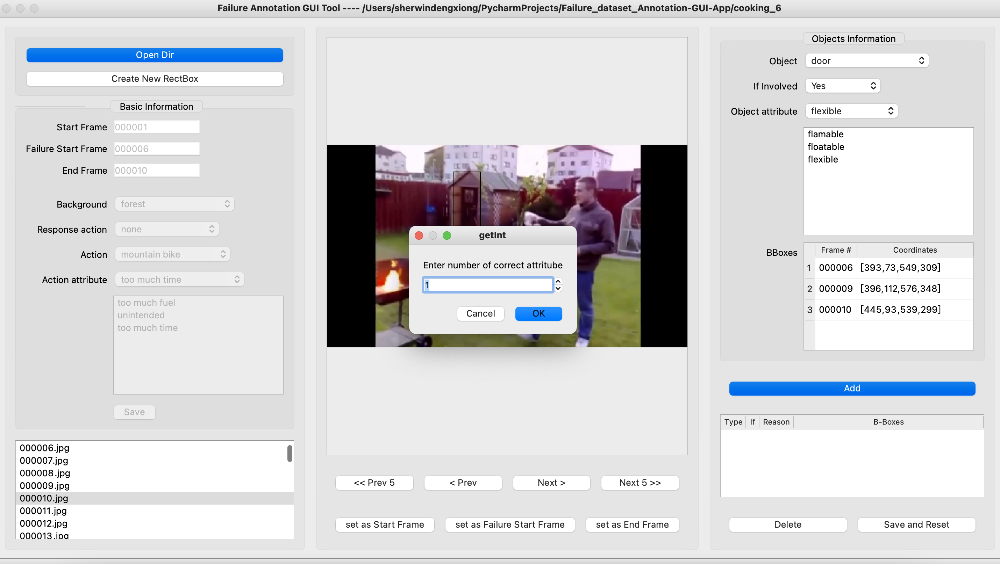 Failure Annotation GUI Tool ---- /Users/sherwindengxiong/PycharmProjects/Failure_dataset_Annotation-GUI-App/cooking_6
Open Dir
Create New RectBox
Basic Information
Start Frame 000001
Failure Start Frame 000006
End Frame 000010
Background forest
Response action none
Action mountain bike
Action attribute too much time
too much fuel
unintended
too much time
Save
000006.jpg
000007.jpg
000008.jpg
000009.jpg
000010.jpg
000011.jpg
000012.jpg
000013.jpg
getInt
Enter number of correct attritube
1
Cancel OK
<< Prev 5 < Prev Next > Next 5 >>
set as Start Frame set as Failure Start Frame set as End Frame
Objects Information
Object door
If Involved Yes
Object attribute flexible
flamable
floatable
flexible
BBoxes
Frame # Coordinates
1 000006 [393,73,549,309]
2 000009 [396,112,576,348]
3 000010 [445,93,539,299]
Add
Type If Reason B-Boxes
Delete Save and Reset